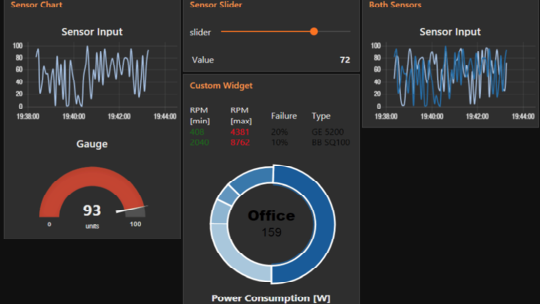 Sensor Chart
Sensor Input
100
80
60
40
20
0
19:38:00 19:40:00 19:42:00 19:44:00
Gauge
93
units
0 100
Sensor Slider
slider
Value 72
Custom Widget
RPM [min] RPM [max] Failure Type
408 4381 20% GE S200
2040 8762 10% BB SQ100
Office
159
Power Consumption [W]
Both Sensors
Sensor Input
100
80
60
40
20
0
19:38:00 19:40:00 19:42:00 19:44:00